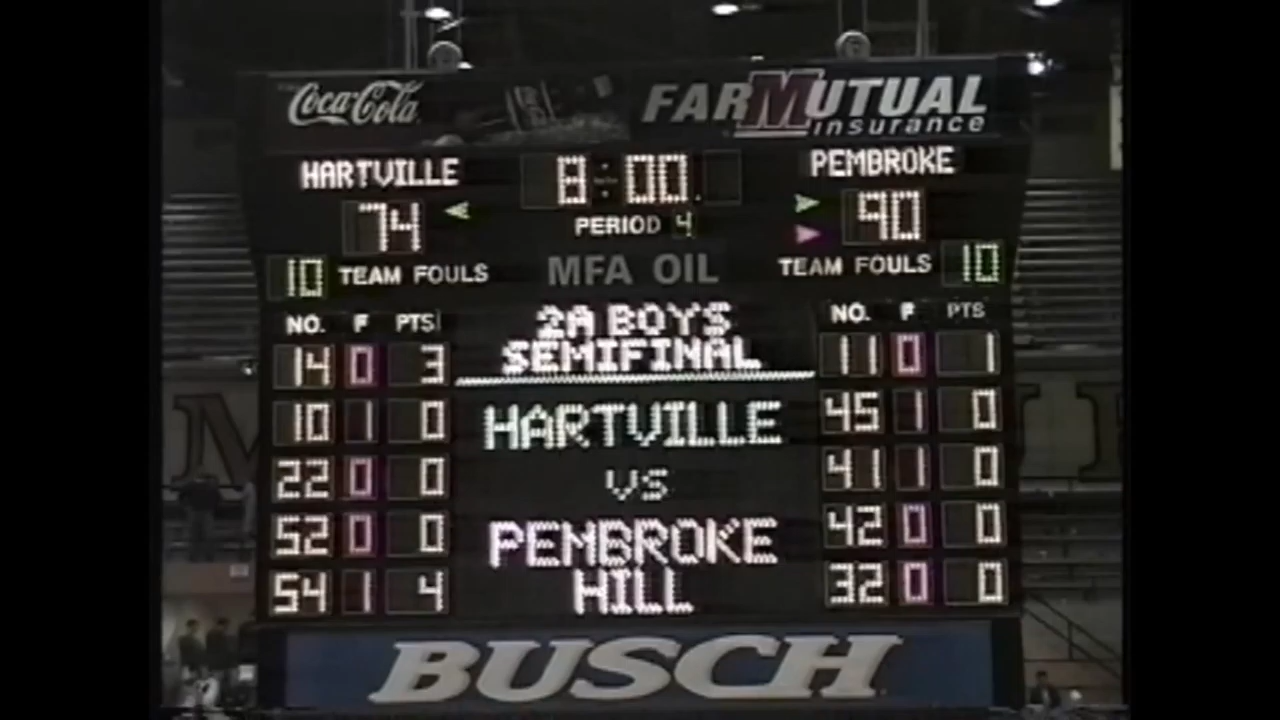 Coca-Cola
FARMUTUAL
insurance
HARTVILLE 8:00 PEMBROKE
74 90
PERIOD 4
10 TEAM FOULS MFA OIL TEAM FOULS 10
NO. F PTS 2A BOYS NO. F PTS
14 0 3 SEMIFINAL 11 0 1
10 1 0 HARTVILLE 45 1 0
22 0 0 VS 41 1 0
52 0 0 PEMBROKE 42 0 0
54 1 4 HILL 32 0 0
BUSCH